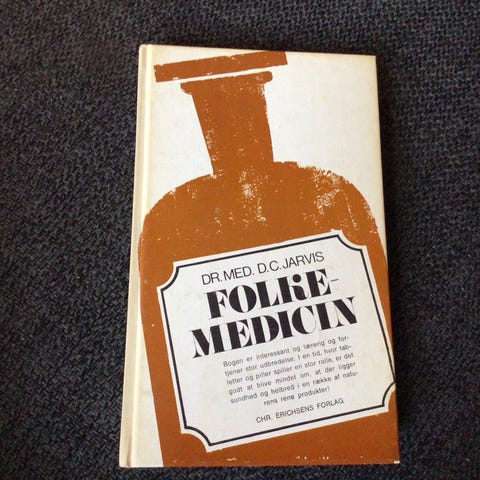 DR. MED. D.C. JARVIS
FOLKE-
MEDICIN
Bogen er interessant og lærerig og for-
tjener stor udbredelse. I en tid, hvor tab-
letter og piller spiller en stor rolle, er det
godt at blive mindet om, at der ligger
sundhed og helbred i en række af natu-
rens rene produkter!
CHR. ERICHSENS FORLAG